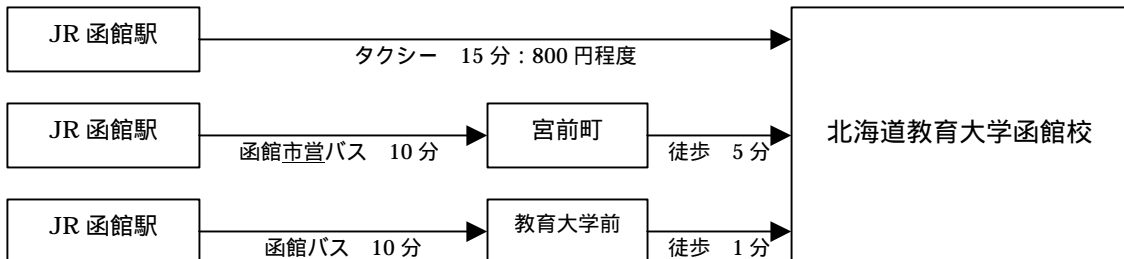 JR 函館駅
タクシー　15 分：800 円程度
JR 函館駅
函館市営バス　10 分
宮前町
徒歩　5 分
北海道教育大学函館校
JR 函館駅
函館バス　10 分
教育大学前
徒歩　1 分